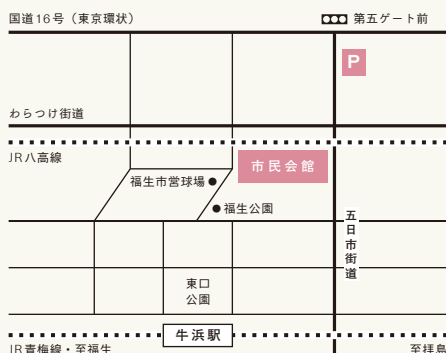 国道16号（東京環状）
第五ゲート前
P
わらつけ街道
JR八高線
市民会館
福生市営球場
福生公園
五日市街道
東口
公園
牛浜駅
JR青梅線・至福生
至拝島